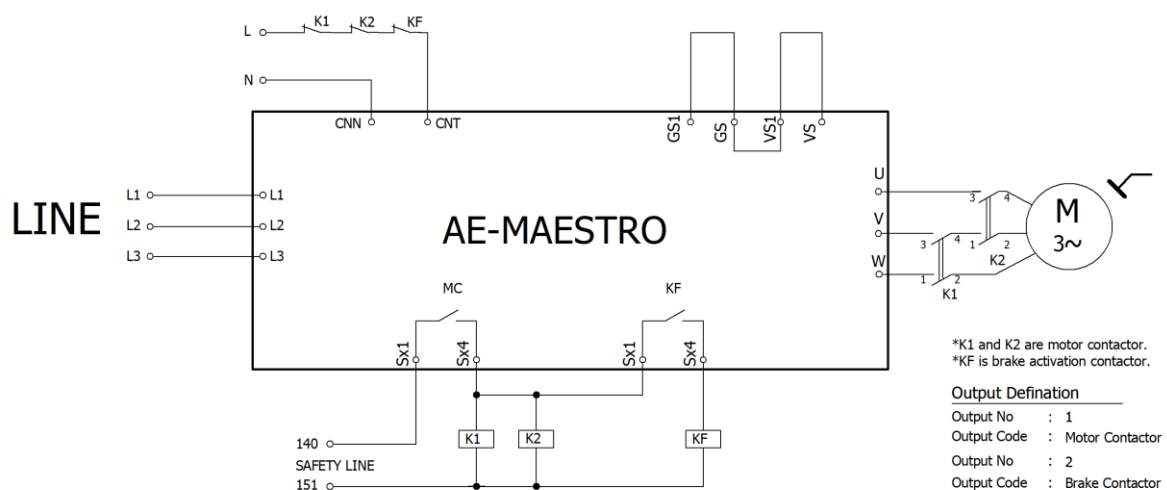 L K1 K2 KF
N
CNN CNT GS1 GS VS1 VS
LINE
L1 L1
L2 L2
L3 L3
AE-MAESTRO
U
V
W
3 4
3 4 1 2
K2
1 2
K1
M
3~
MC KF
Sx1 Sx4 Sx1 Sx4
K1 K2 KF
140
SAFETY LINE
151
*K1 and K2 are motor contactor.
*KF is brake activation contactor.
Output Defination
Output No : 1
Output Code : Motor Contactor
Output No : 2
Output Code : Brake Contactor